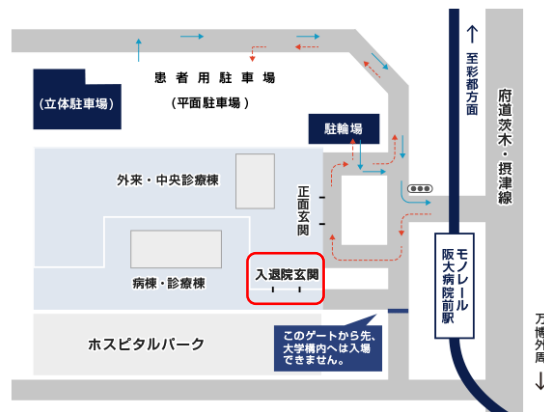 至彩都方面
患者用駐車場
(平面駐車場)
(立体駐車場)
府道茨木・摂津線
駐輪場
外来・中央診療棟
正面玄関
モノレール
阪大病院前駅
入退院玄関
病棟・診療棟
このゲートから先、
大学構内へは入場
できません。
ホスピタルパーク
万博外周